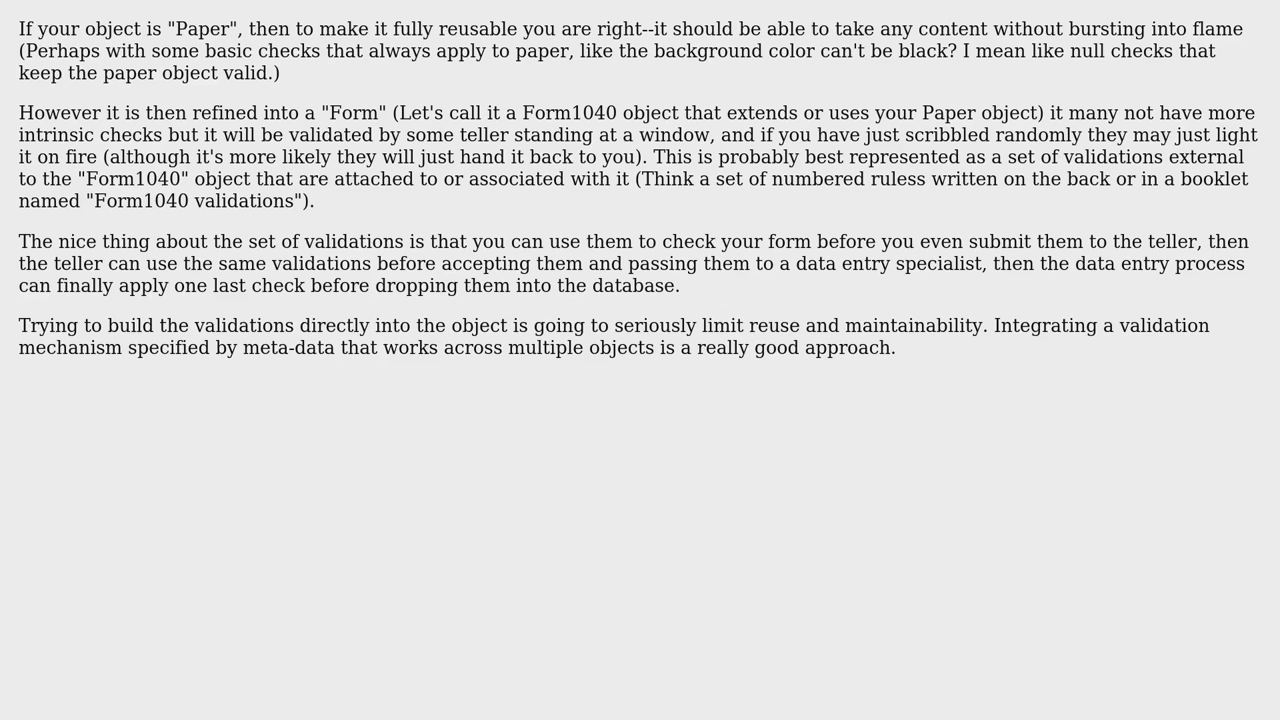 If your object is "Paper", then to make it fully reusable you are right--it should be able to take any content without bursting into flame
(Perhaps with some basic checks that always apply to paper, like the background color can't be black? I mean like null checks that
keep the paper object valid.)
However it is then refined into a "Form" (Let's call it a Form1040 object that extends or uses your Paper object) it many not have more
intrinsic checks but it will be validated by some teller standing at a window, and if you have just scribbled randomly they may just light
it on fire (although it's more likely they will just hand it back to you). This is probably best represented as a set of validations external
to the "Form1040" object that are attached to or associated with it (Think a set of numbered ruless written on the back or in a booklet
named "Form1040 validations").
The nice thing about the set of validations is that you can use them to check your form before you even submit them to the teller, then
the teller can use the same validations before accepting them and passing them to a data entry specialist, then the data entry process
can finally apply one last check before dropping them into the database.
Trying to build the validations directly into the object is going to seriously limit reuse and maintainability. Integrating a validation
mechanism specified by meta-data that works across multiple objects is a really good approach.